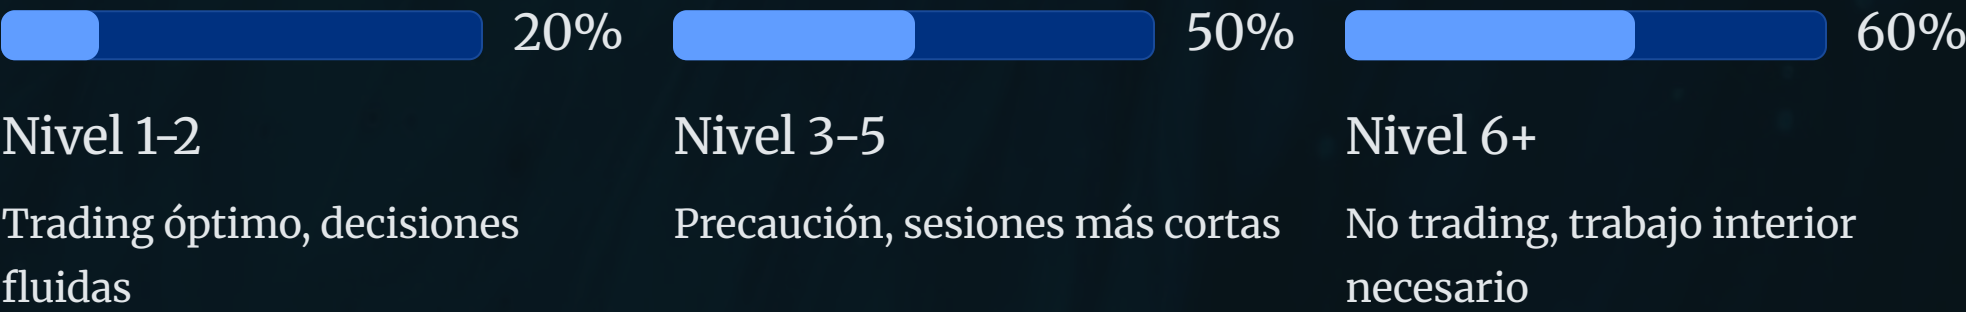 20%
50%
60%
Nivel 1-2
Nivel 3-5
Nivel 6+
Trading óptimo, decisiones
fluidas
Precaución, sesiones más cortas
No trading, trabajo interior
necesario